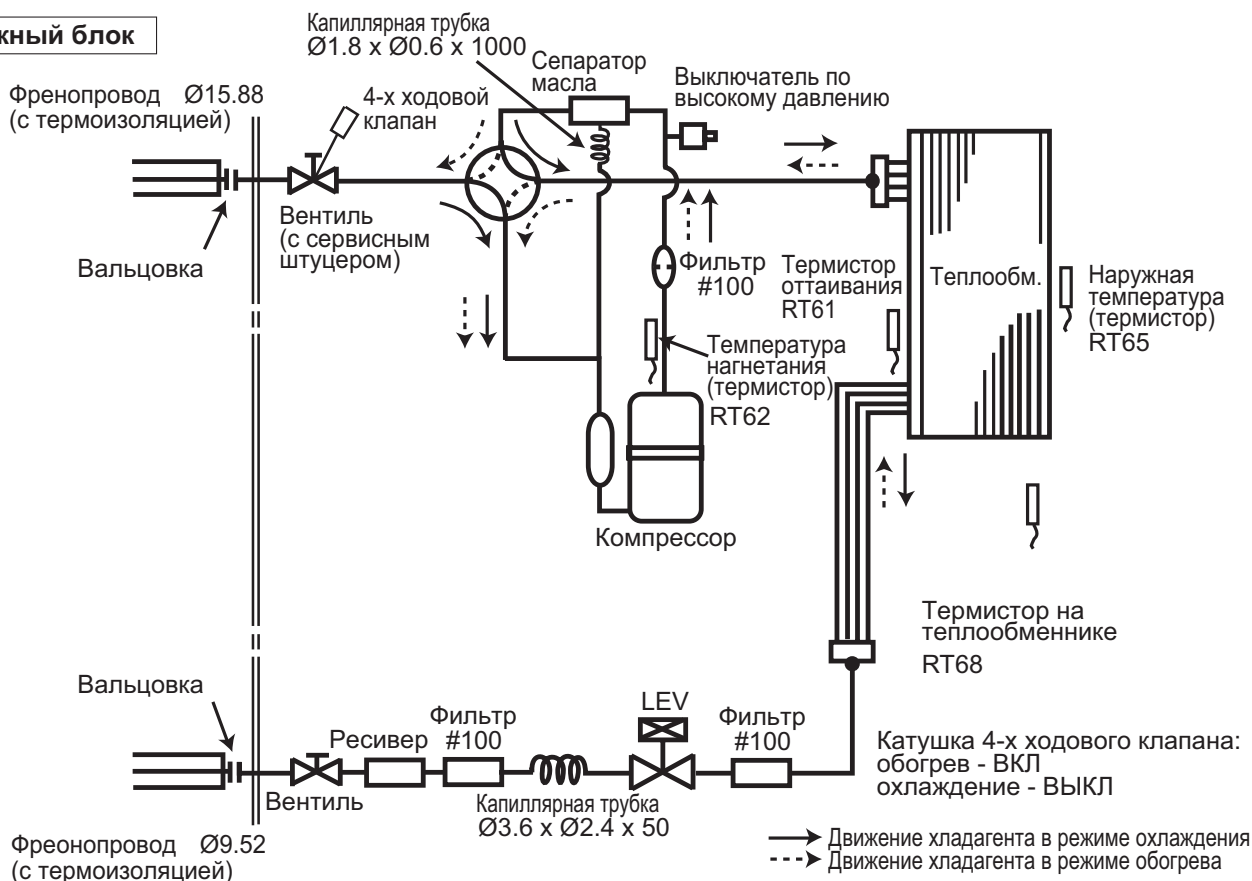 жный блок
Капиллярная трубка
Ø1.8 x Ø0.6 x 1000
Сепаратор
масла
Выключатель по
высокому давлению
Френопровод Ø15.88
(с термоизоляцией)
4-х ходовой
клапан
Вентиль
(с сервисным
штуцером)
Вальцовка
Фильтр
#100
Термистор
оттаивания
RT61
Теплообм.
Наружная
температура
(термистор)
RT65
Температура
нагнетания
(термистор)
RT62
Компрессор
Термистор на
теплообменнике
RT68
Вальцовка
Ресивер
Фильтр
#100
LEV
Фильтр
#100
Вентиль
Капиллярная трубка
Ø3.6 x Ø2.4 x 50
Катушка 4-х ходового клапана:
обогрев - ВКЛ
охлаждение - ВЫКЛ
Фреонопровод Ø9.52
(с термоизоляцией)
Движение хладагента в режиме охлаждения
Движение хладагента в режиме обогрева